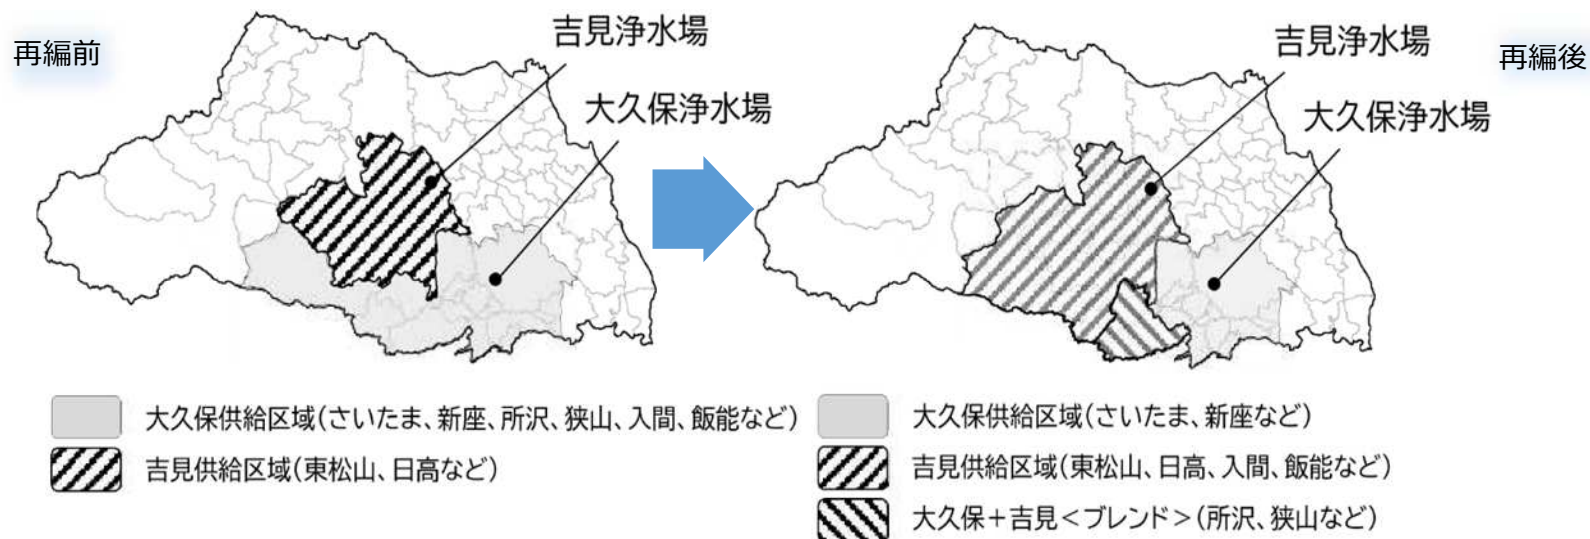 再編前
吉見浄水場
大久保浄水場
大久保供給区域(さいたま、新座、所沢、狭山、入間、飯能など)
吉見供給区域(東松山、日高など)
再編後
吉見浄水場
大久保浄水場
大久保供給区域(さいたま、新座など)
吉見供給区域(東松山、日高、入間、飯能など)
大久保+吉見<ブレンド>(所沢、狭山など)